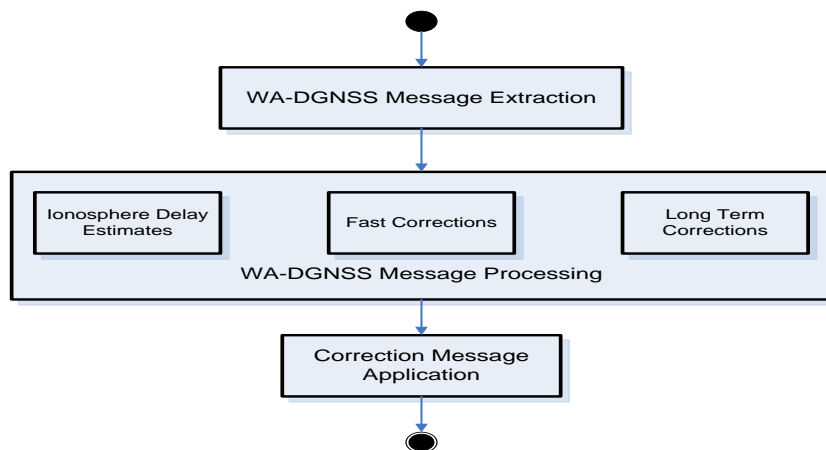 WA-DGNSS Message Extraction
Ionosphere Delay
Estimates
Fast Corrections
Long Term
Corrections
WA-DGNSS Message Processing
Correction Message
Application